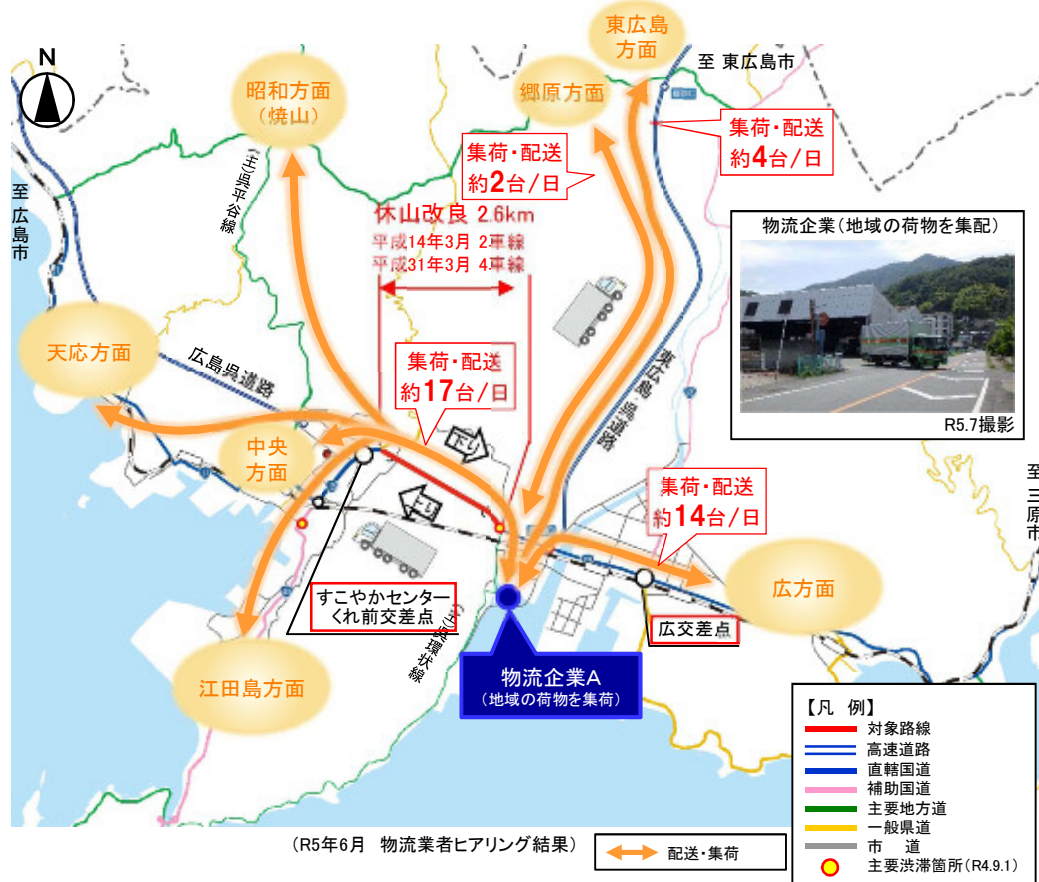 東広島
方面
至 東広島市
N
昭和方面
(焼山)
郷原方面
集荷・配送
約4台/日
集荷・配送
約2台/日
(主)呉平谷線
至 広島市
休山改良 2.6km
平成14年3月 2車線
平成31年3月 4車線
物流企業(地域の荷物を集配)
R5.7撮影
天応方面
広島呉道路
集荷・配送
約17台/日
東広島・呉道路
中央
方面
下り
上り
集荷・配送
約14台/日
至 三原市
広方面
すこやかセンター
くれ前交差点
広交差点
(主)呉環状線
江田島方面
物流企業A
(地域の荷物を集荷)
【凡 例】
対象路線
高速道路
直轄国道
補助国道
主要地方道
一般県道
市 道
主要渋滞箇所(R4.9.1)
(R5年6月 物流業者ヒアリング結果)
配送・集荷